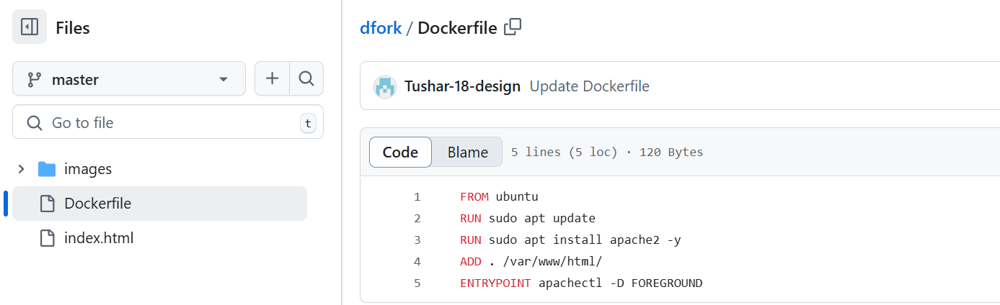 Files
master
Go to file
t
images
Dockerfile
index.html
dfork / Dockerfile
Tushar-18-design Update Dockerfile
Code Blame 5 lines (5 loc) · 120 Bytes
1 FROM ubuntu
2 RUN sudo apt update
3 RUN sudo apt install apache2 -y
4 ADD . /var/www/html/
5 ENTRYPOINT apachectl -D FOREGROUND